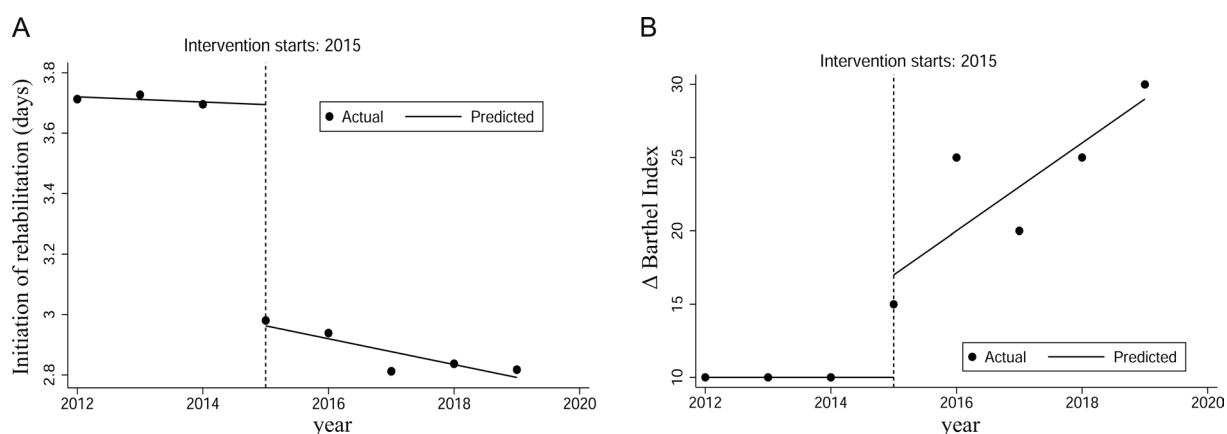 A
Intervention starts: 2015
Initiation of rehabilitation (days)
3.8
3.6
3.4
3.2
3
2.8
Actual
Predicted
2012
2014
2016
2018
2020
year
B
Intervention starts: 2015
Δ Barthel Index
30
25
20
15
10
Actual
Predicted
2012
2014
2016
2018
2020
year